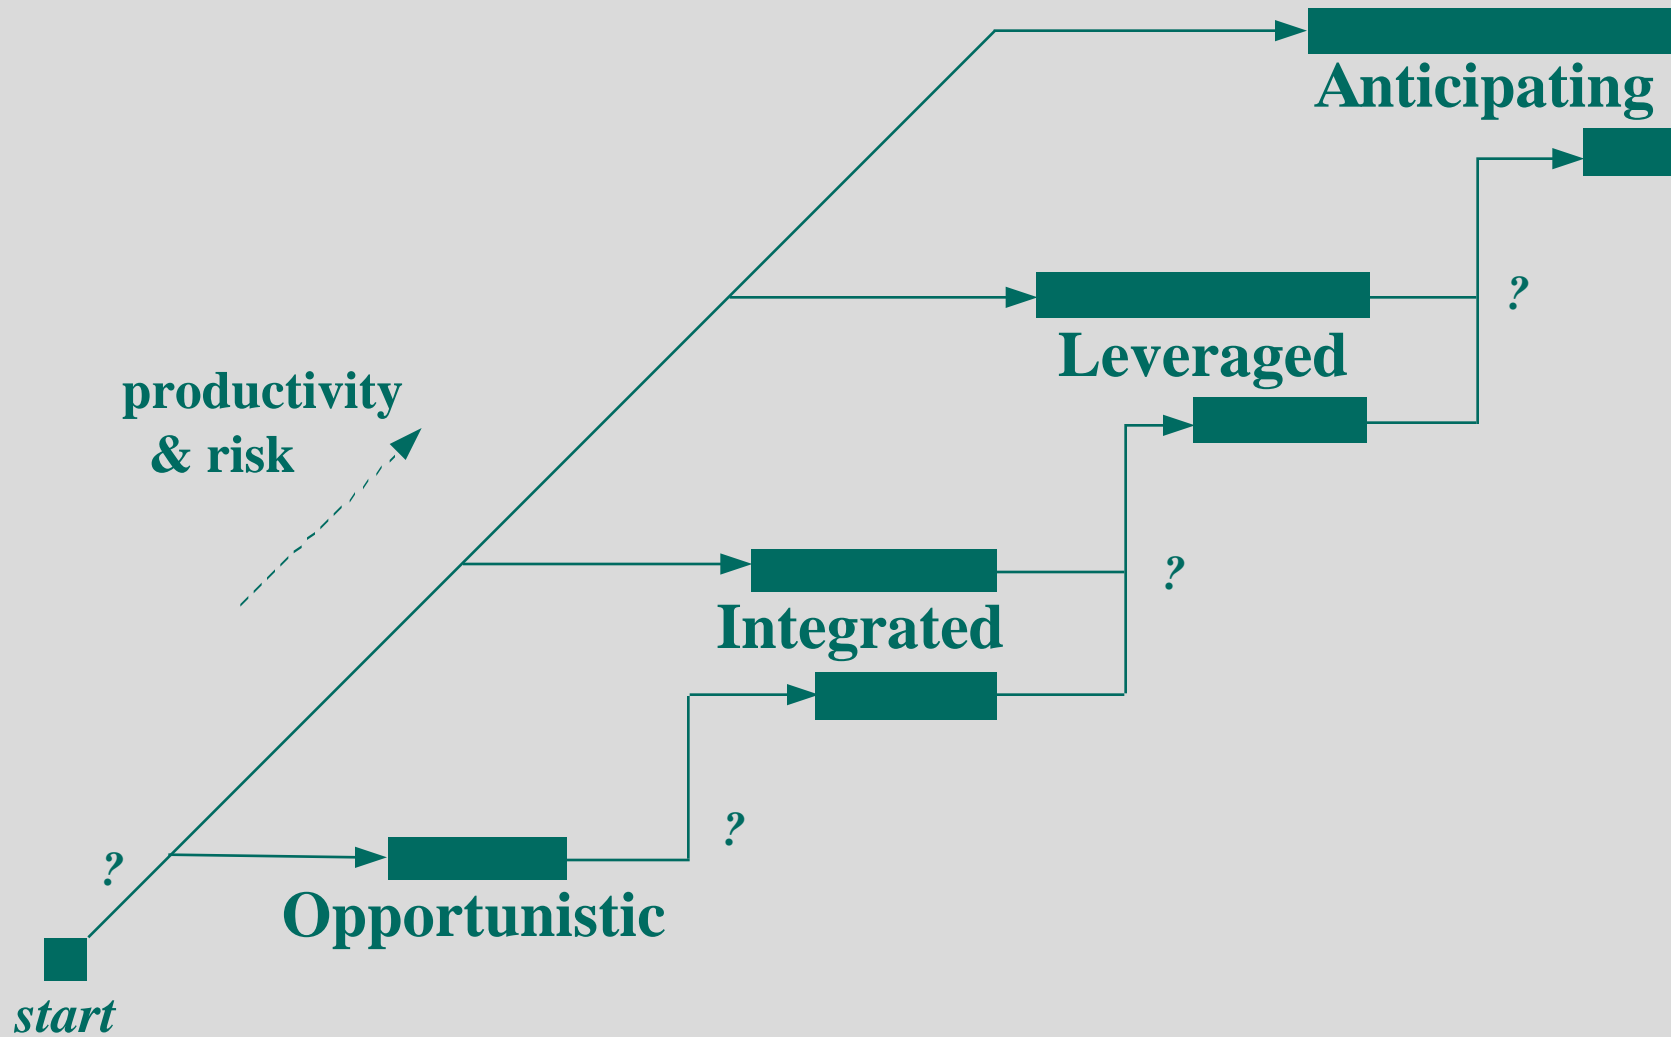 Anticipating
?
Leveraged
productivity
& risk
?
Integrated
?
?
Opportunistic
start